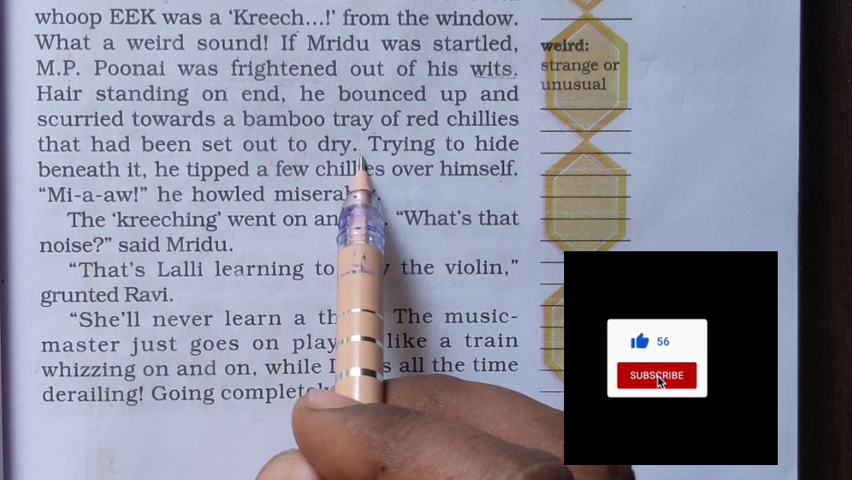 whoop EEK was a ‘Kreech...!’ from the window.
What a weird sound! If Mridu was startled,
M.P. Poonai was frightened out of his wits.
Hair standing on end, he bounced up and
scurried towards a bamboo tray of red chillies
that had been set out to dry. Trying to hide
beneath it, he tipped a few chillies over himself.
“Mi-a-aw!” he howled
The ‘kreeching’ went on “What’s that
noise?” said Mridu.
“That’s Lalli learning to the violin,”
grunted Ravi.
“She’ll never learn a The music-
master just goes on like a train
whizzing on and on, while all the time
derailing! Going
weird:
strange or
unusual
56
SUBSCRIBE